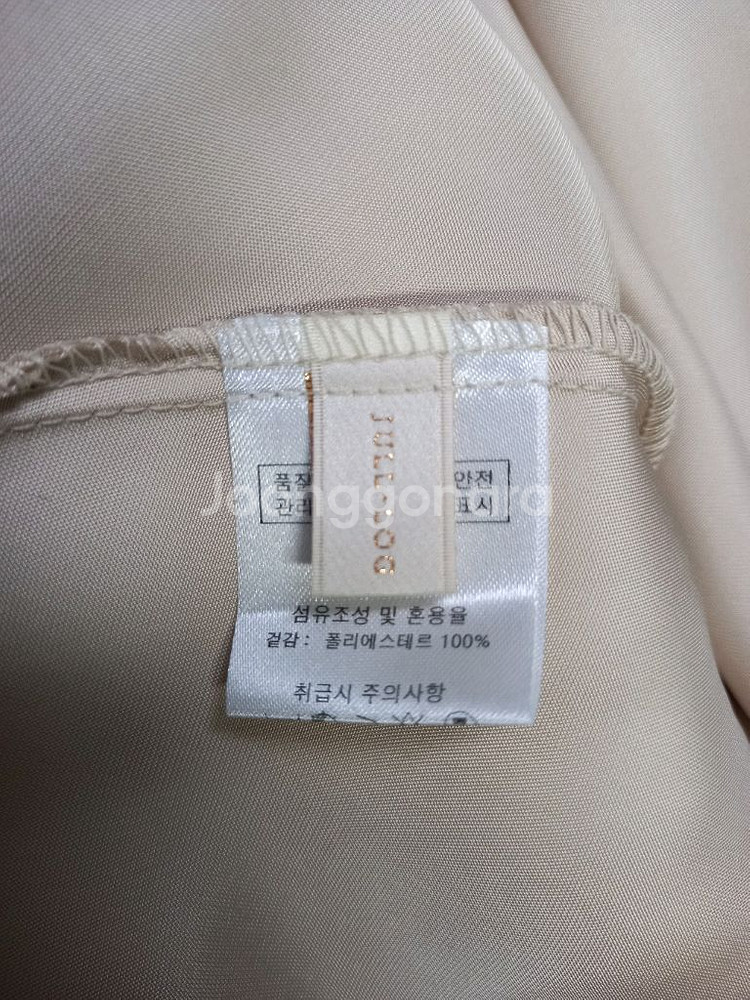 품질
안전
관리
표시
섬유조성 및 혼용율
겉감 : 폴리에스테르 100%
취급시 주의사항